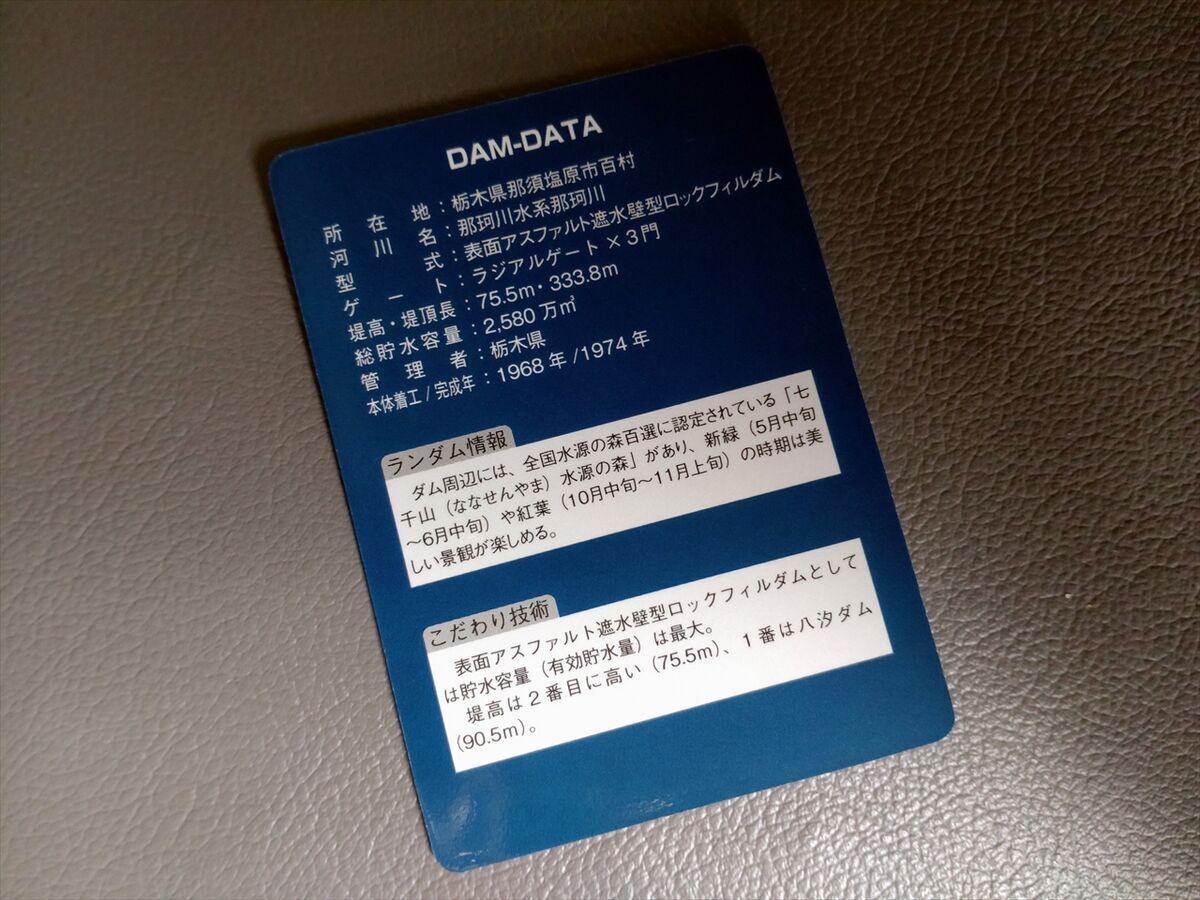 DAM-DATA
所在地：栃木県那須塩原市百村
河川名：那珂川水系那珂川
型式：表面アスファルト遮水壁型ロックフィルダム
ゲート：ラジアルゲート×3門
堤高・堤頂長：75.5m・333.8m
総貯水容量：2,580万㎥
管理者：栃木県
本体着工/完成年：1968年/1974年
ランダム情報
ダム周辺には、全国水源の森百選に認定されている「七
千山（ななせんやま）水源の森」があり、新緑（5月中旬
～6月中旬）や紅葉（10月中旬～11月上旬）の時期は美
しい景観が楽しめる。
こだわり技術
表面アスファルト遮水壁型ロックフィルダムとして
は貯水容量（有効貯水量）は最大。
堤高は2番目に高い（75.5m）、1番は八汐ダム
（90.5m）。